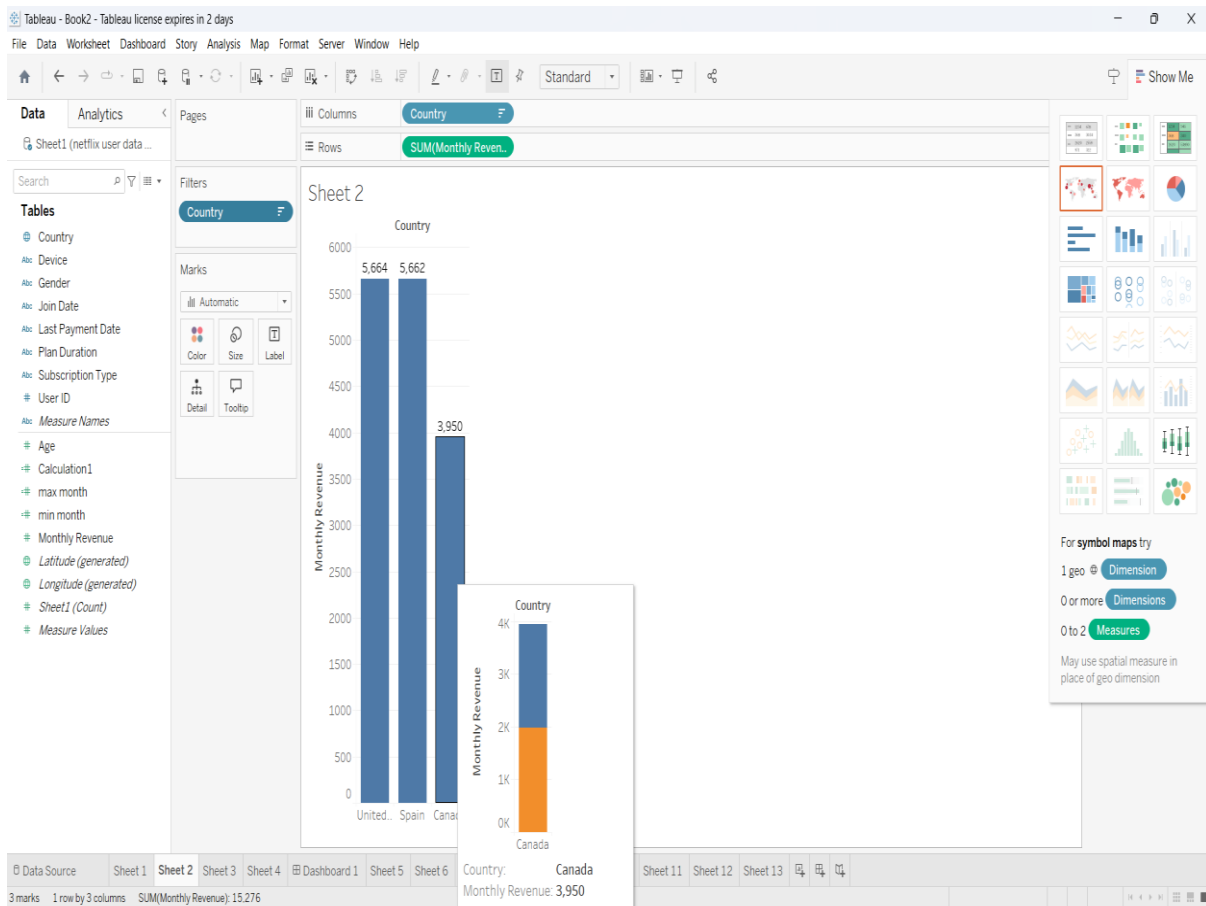 Tableau - Book2 - Tableau license expires in 2 days
File Data Worksheet Dashboard Story Analysis Map Format Server Window Help
Standard
Show Me
Data Analytics
Sheet1 (netflix user data ...
Search
Tables
Country
Abc Device
Abc Gender
Abc Join Date
Abc Last Payment Date
Abc Plan Duration
Abc Subscription Type
# User ID
Abc Measure Names
# Age
=# Calculation1
=# max month
=# min month
# Monthly Revenue
Latitude (generated)
Longitude (generated)
# Sheet1 (Count)
# Measure Values
Pages
Filters
Country
Marks
Automatic
Color Size Label
Detail Tooltip
iii Columns Country
Rows SUM(Monthly Reven..
Sheet 2
Country
Monthly Revenue
6000
5500
5000
4500
4000
3500
3000
2500
2000
1500
1000
500
0
5,664 5,662
3,950
United.. Spain Cana
Country
Monthly Revenue
4K
3K
2K
1K
0K
Canada
Country: Canada
Monthly Revenue: 3,950
For symbol maps try
1 geo Dimension
0 or more Dimensions
0 to 2 Measures
May use spatial measure in
place of geo dimension
Data Source Sheet 1 Sheet 2 Sheet 3 Sheet 4 Dashboard 1 Sheet 5 Sheet 6 Sheet 11 Sheet 12 Sheet 13
3 marks 1 row by 3 columns SUM(Monthly Revenue): 15,276